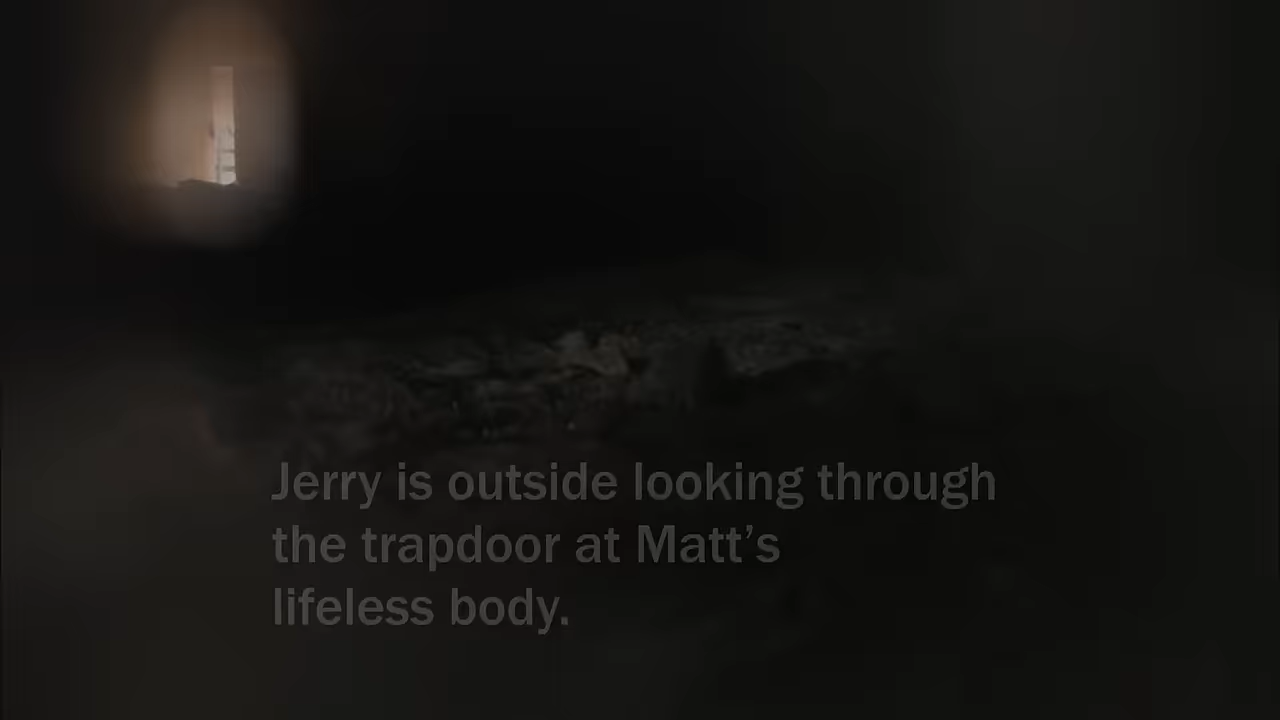 Jerry is outside looking through
the trapdoor at Matt’s
lifeless body.